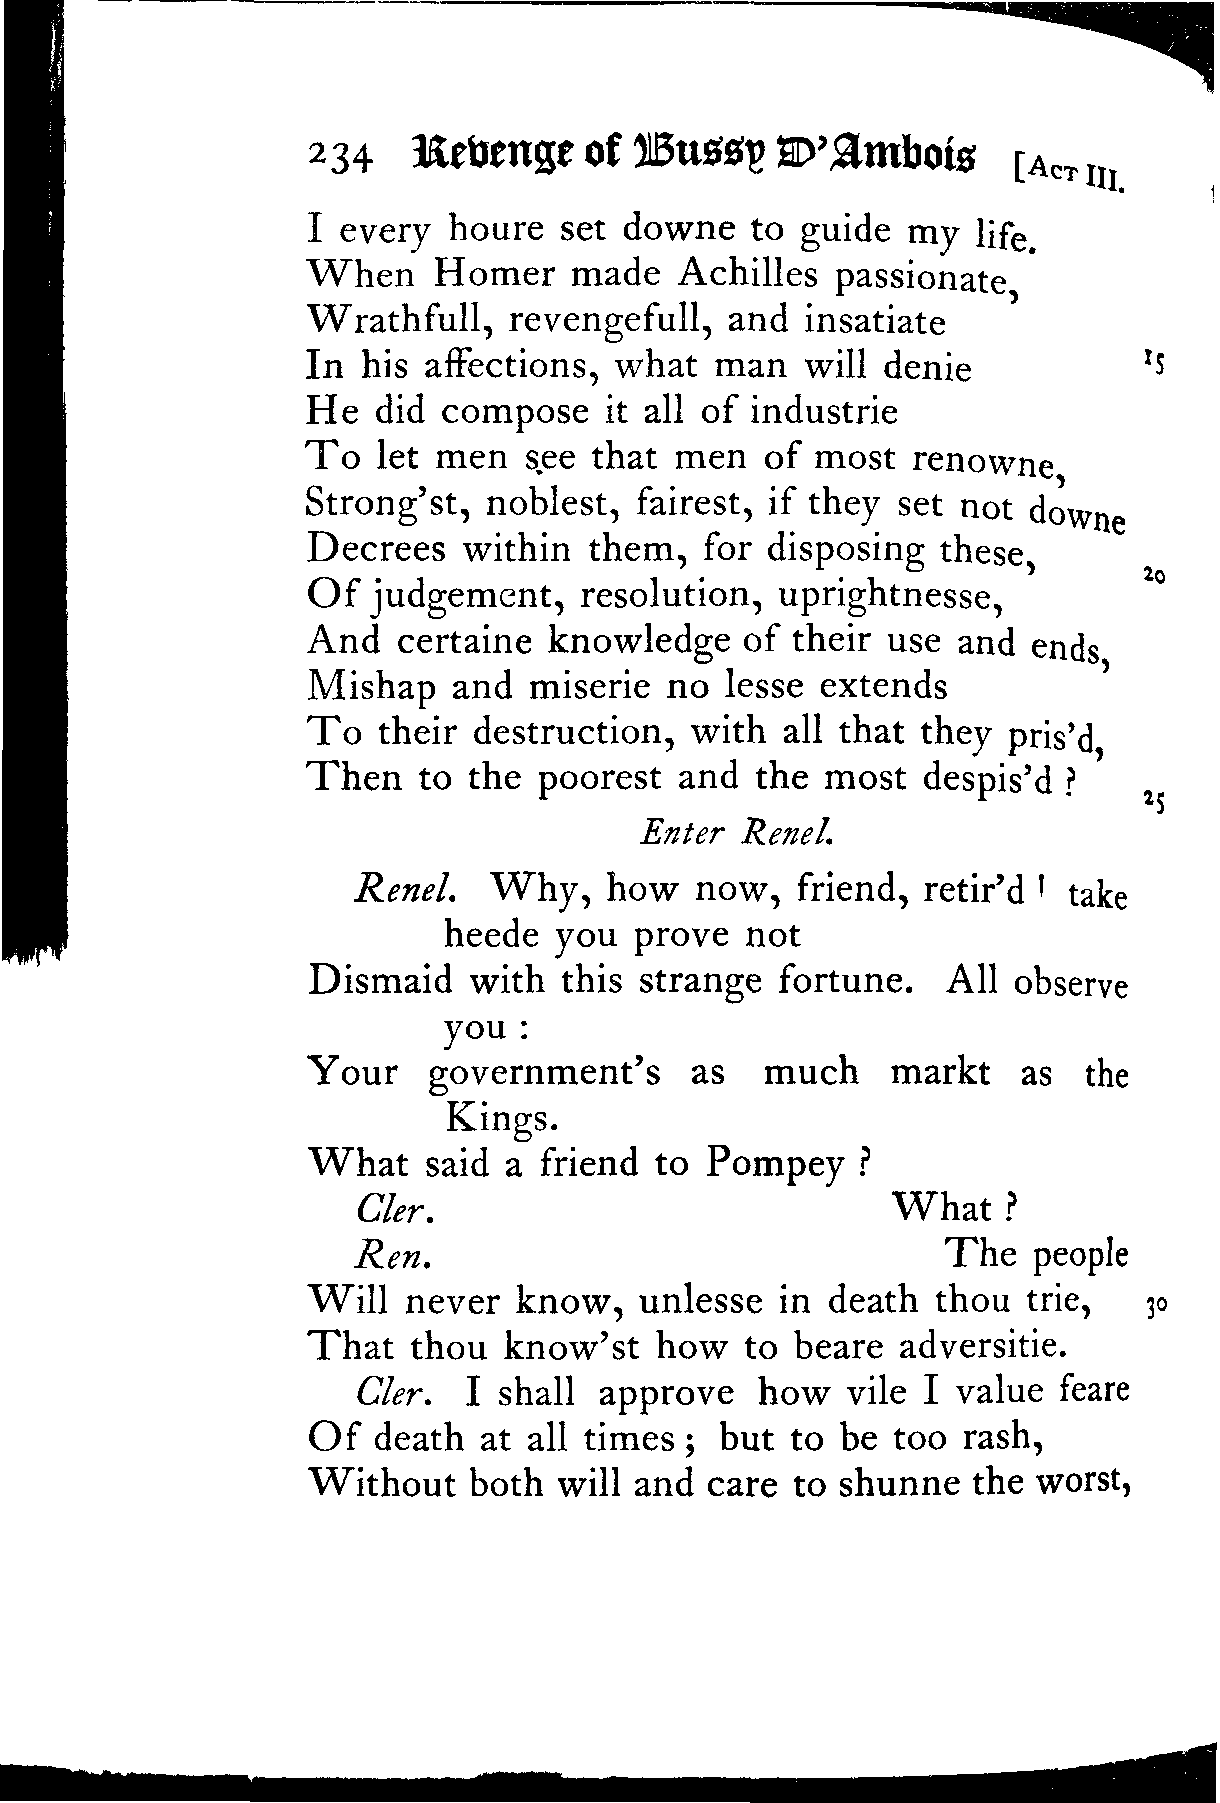 234 Revenge of Bussy D'Ambois [ACT III.
I every houre set downe to guide my life.
When Homer made Achilles passionate,
Wrathfull, revengefull, and insatiate
In his affections, what man will denie 15
He did compose it all of industrie
To let men see that men of most renowne,
Strong'st, noblest, fairest, if they set not downe
Decrees within them, for disposing these,
Of judgement, resolution, uprightnesse, 20
And certaine knowledge of their use and ends,
Mishap and miserie no lesse extends
To their destruction, with all that they pris'd,
Then to the poorest and the most despis'd ?
25
Enter Renel.
Renel. Why, how now, friend, retir'd ! take
heede you prove not
Dismaid with this strange fortune. All observe
you :
Your government's as much markt as the
Kings.
What said a friend to Pompey ?
Cler. What ?
Ren. The people
Will never know, unlesse in death thou trie, 30
That thou know'st how to beare adversitie.
Cler. I shall approve how vile I value feare
Of death at all times ; but to be too rash,
Without both will and care to shunne the worst,